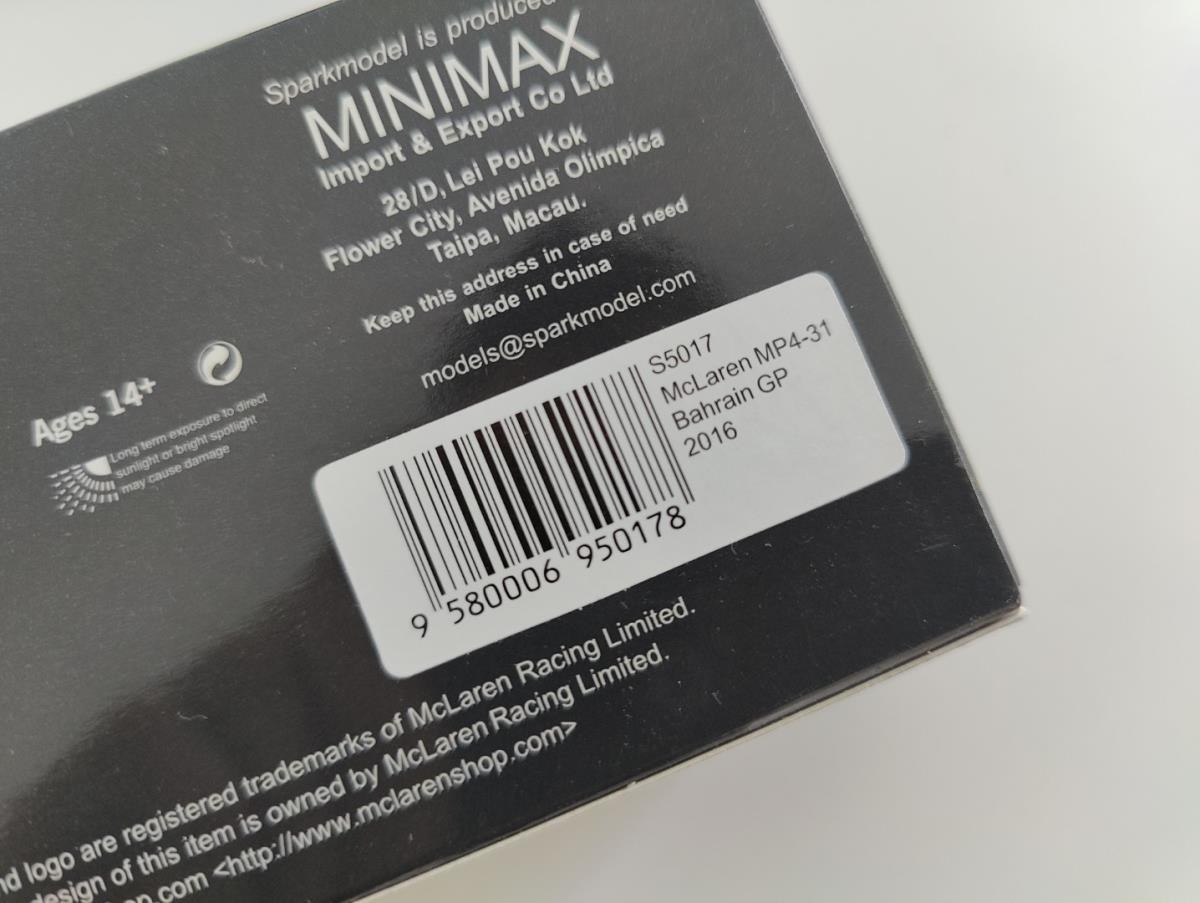 Sparkmodel is produced
MINIMAX
Import & Export Co Ltd
28/D, Lei Pou Kok
Flower City, Avenida Olimpica
Taipa, Macau.
Keep this address in case of need
Made in China
models@sparkmodel.com
Ages 14+
Long term exposure to direct
sunlight or bright spotlight
may cause damage
S5017
McLaren MP4-31
Bahrain GP
2016
9 580006 950178
logo are registered trademarks of McLaren Racing Limited.
design of this item is owned by McLaren Racing Limited.
.com <http://www.mclarenshop.com>